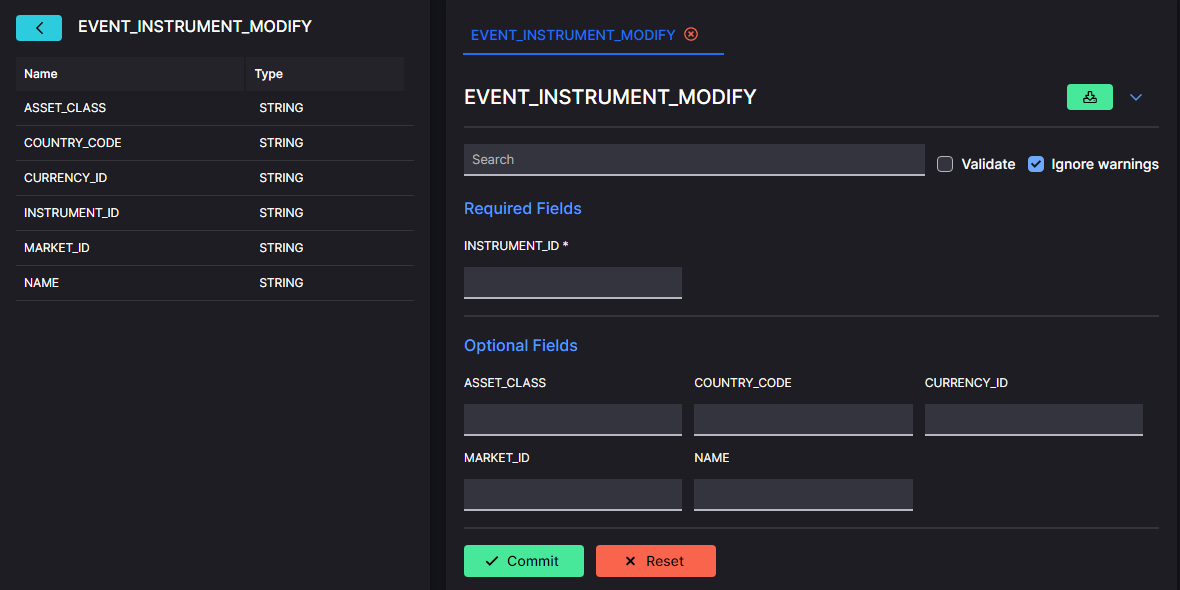 EVENT_INSTRUMENT_MODIFY
Name Type
ASSET_CLASS STRING
COUNTRY_CODE STRING
CURRENCY_ID STRING
INSTRUMENT_ID STRING
MARKET_ID STRING
NAME STRING
EVENT_INSTRUMENT_MODIFY
EVENT_INSTRUMENT_MODIFY
Search Validate Ignore warnings
Required Fields
INSTRUMENT_ID *
Optional Fields
ASSET_CLASS COUNTRY_CODE CURRENCY_ID
MARKET_ID NAME
Commit Reset